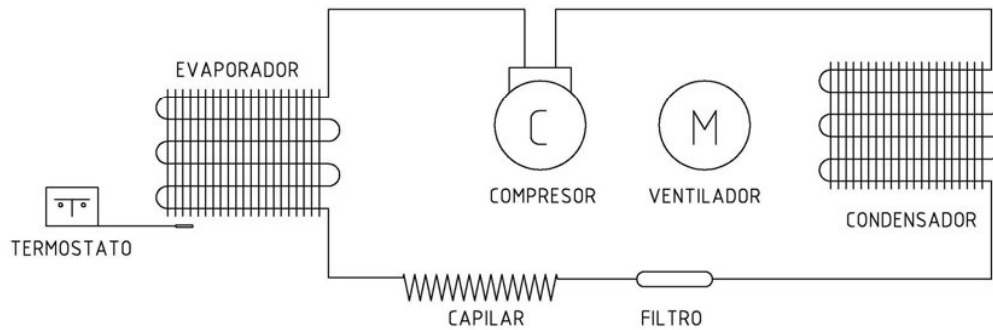 EVAPORADOR
C
M
COMPRESOR
VENTILADOR
CONDENSADOR
T
TERMOSTATO
CAPILAR
FILTRO